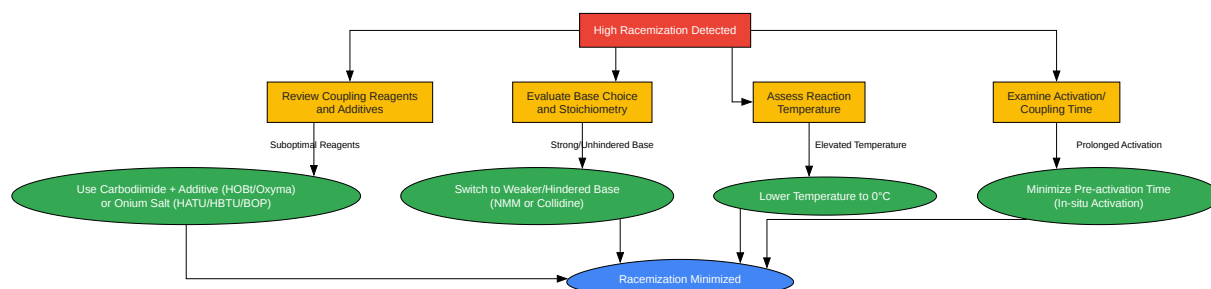 High Racemization Detected
Review Coupling Reagents
and Additives
Evaluate Base Choice
and Stoichiometry
Assess Reaction
Temperature
Examine Activation/
Coupling Time
Suboptimal Reagents
Strong/Unhindered Base
Elevated Temperature
Prolonged Activation
Use Carbodiimide + Additive (HOBt/Oxyma)
or Onium Salt (HATU/HBTU/BOP)
Switch to Weaker/Hindered Base
(NMM or Collidine)
Lower Temperature to 0°C
Minimize Pre-activation Time
(In-situ Activation)
Racemization Minimized